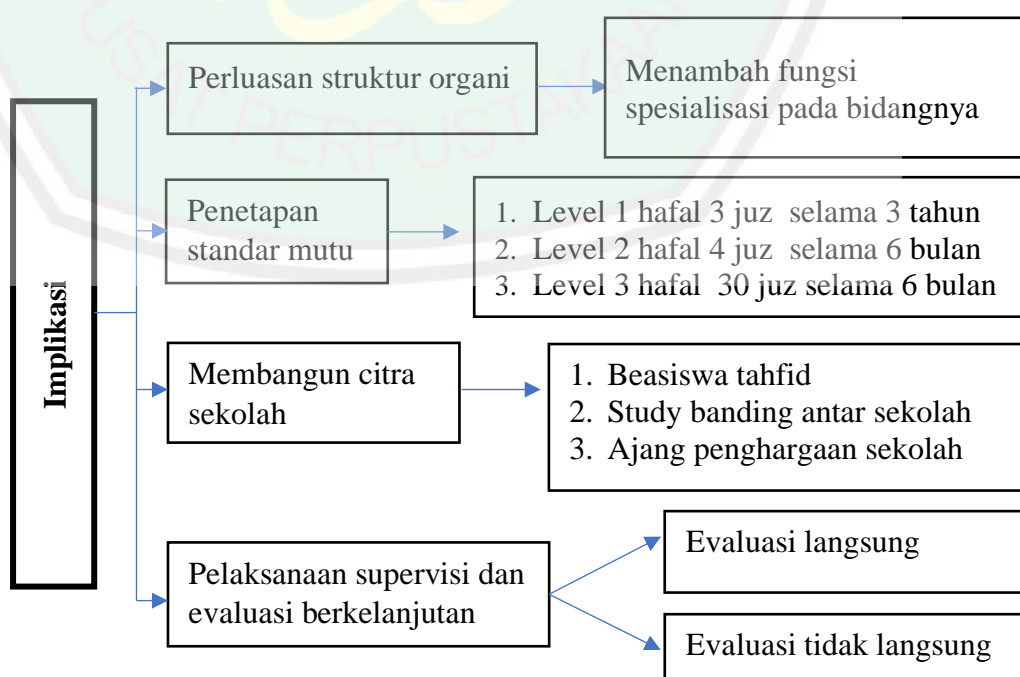 Implikasi
Perluasan struktur organi
Menambah fungsi
spesialisasi pada bidangnya
Penetapan
standar mutu
1. Level 1 hafal 3 juz selama 3 tahun
2. Level 2 hafal 4 juz selama 6 bulan
3. Level 3 hafal 30 juz selama 6 bulan
Membangun citra
sekolah
1. Beasiswa tahfid
2. Study banding antar sekolah
3. Ajang penghargaan sekolah
Pelaksanaan supervisi dan
evaluasi berkelanjutan
Evaluasi langsung
Evaluasi tidak langsung
USAT PERPUSTAKAAN